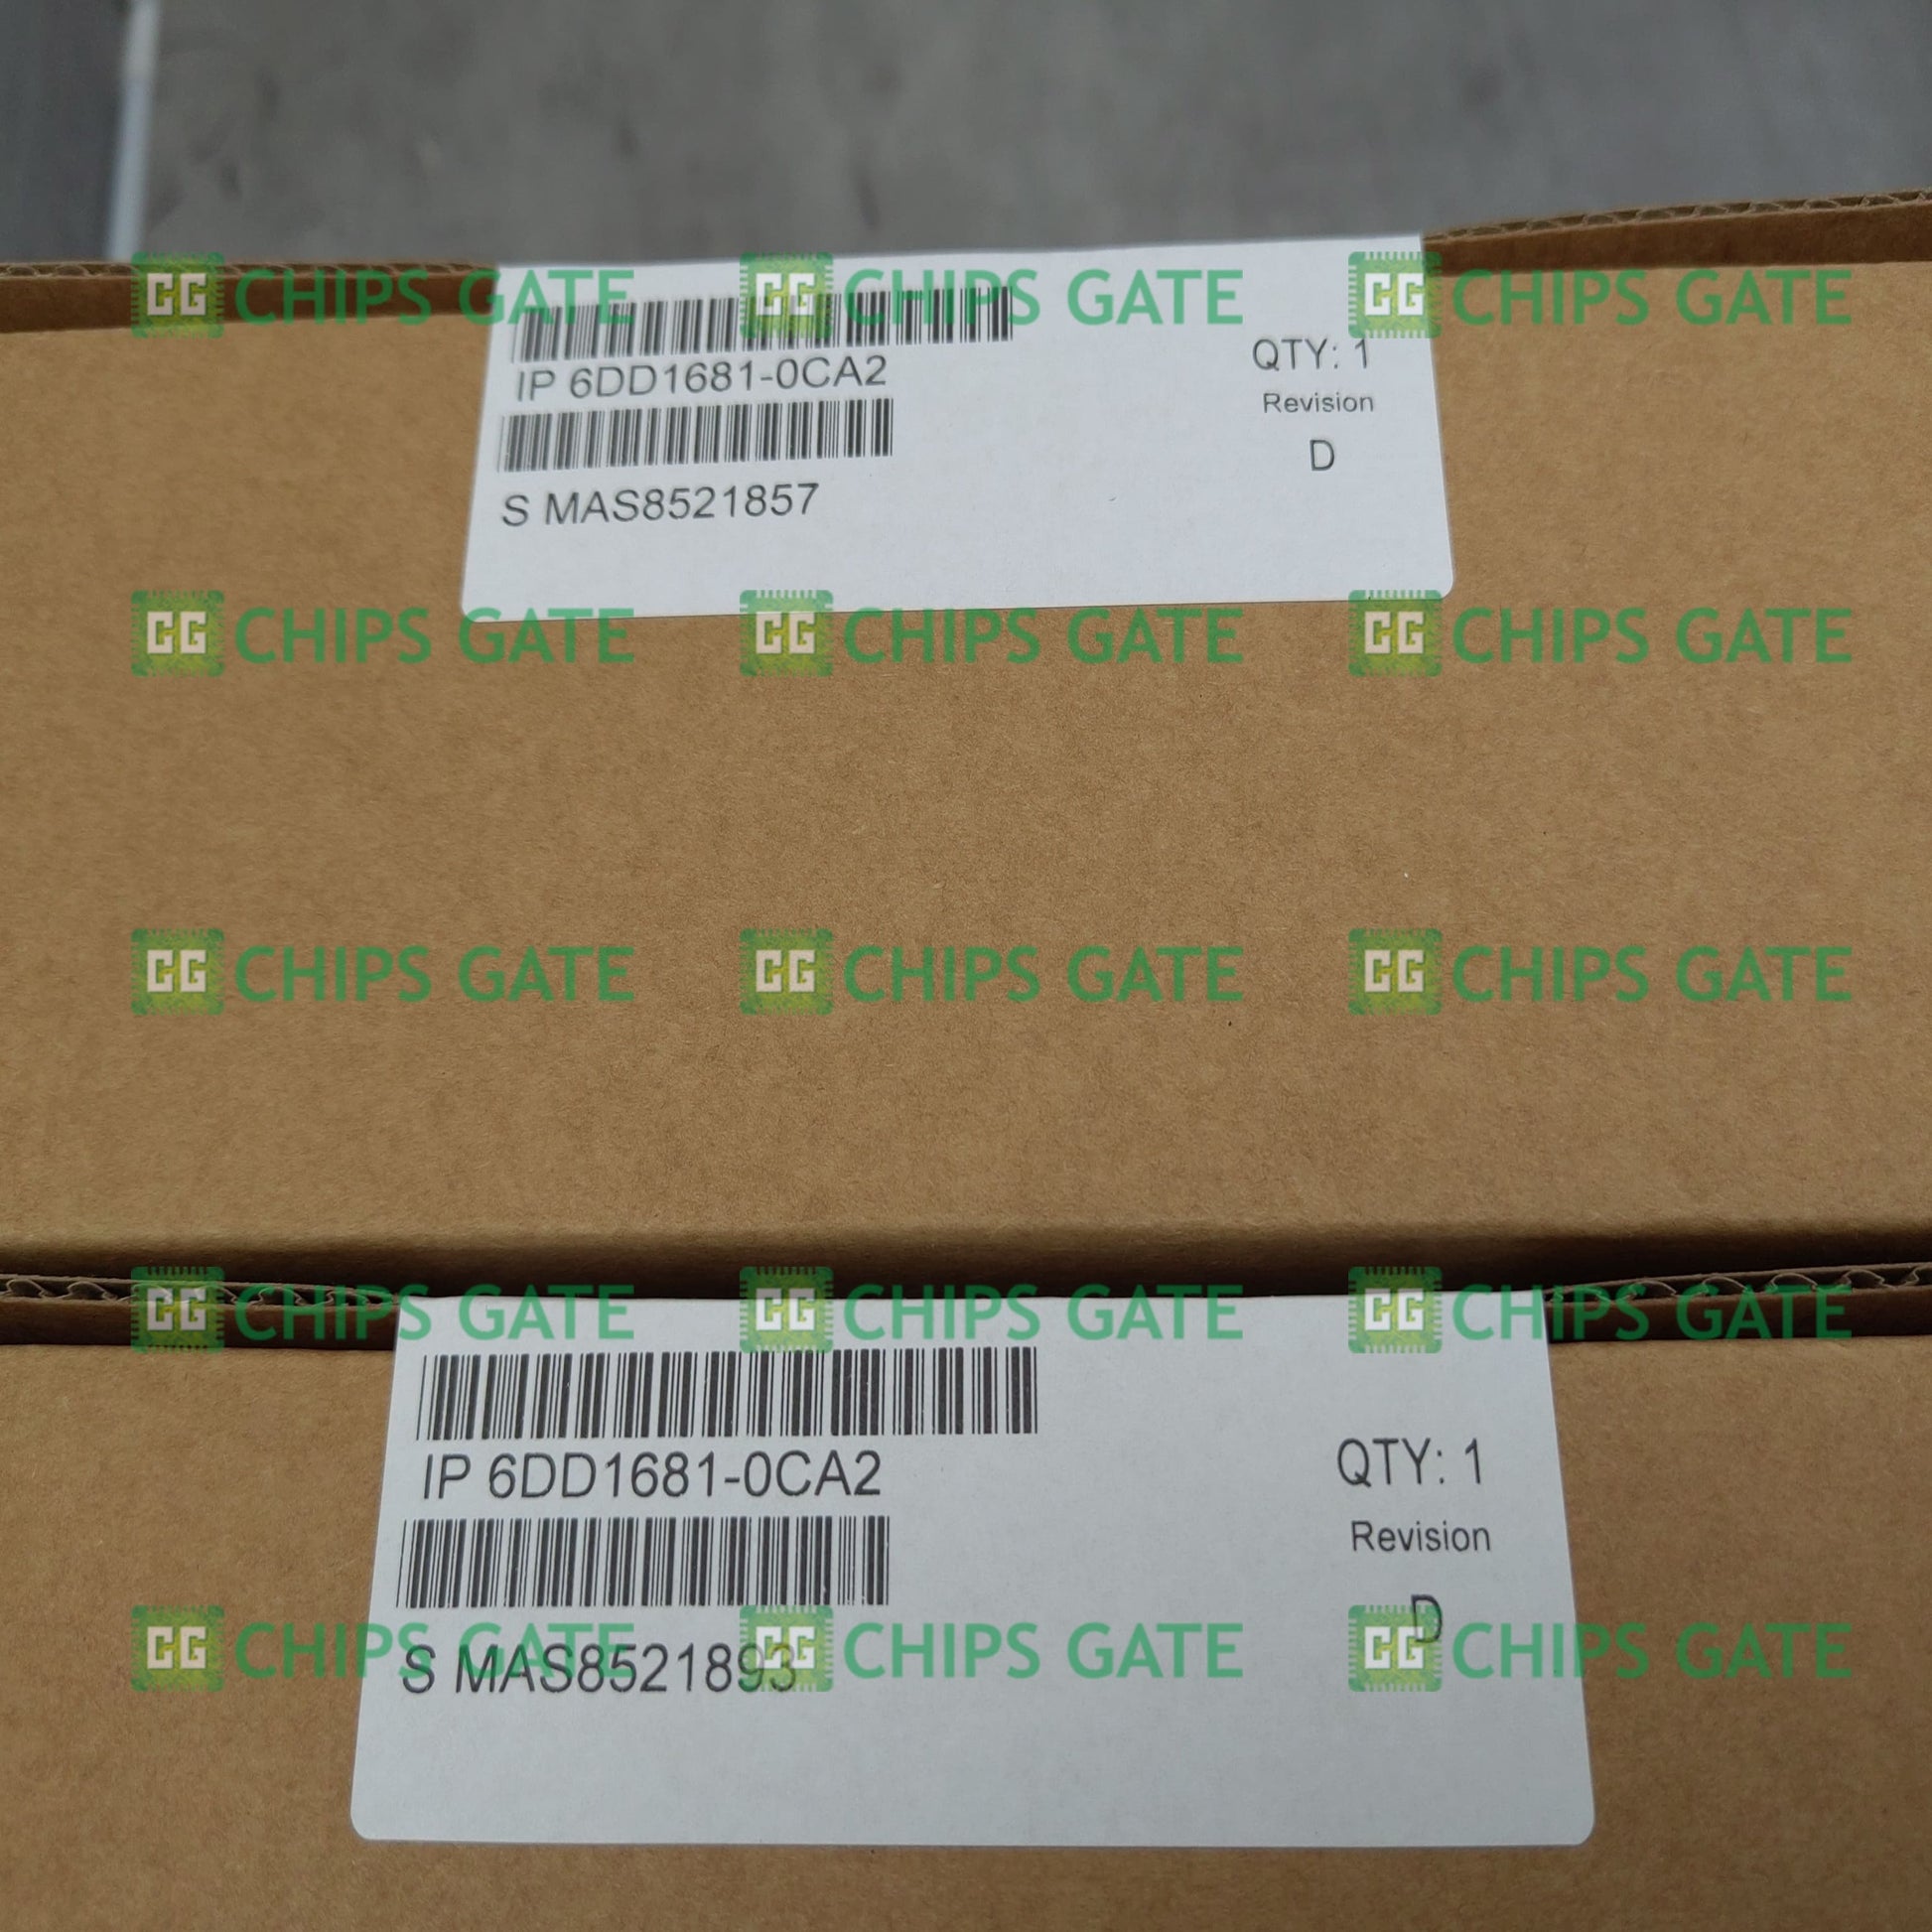 CG CHIPS GATE CG CHIPS GATE CG CHIPS GATE
IP 6DD1681-0CA2
QTY: 1
Revision
D
S MAS8521857
CG CHIPS GATE CG CHIPS GATE CG CHIPS GATE
CG CHIPS GATE CG CHIPS GATE CG CHIPS GATE
CG CHIPS GATE CG CHIPS GATE CG CHIPS GATE
IP 6DD1681-0CA2
QTY: 1
Revision
D
S MAS8521893
CG CHIPS GATE CG CHIPS GATE CG CHIPS GATE